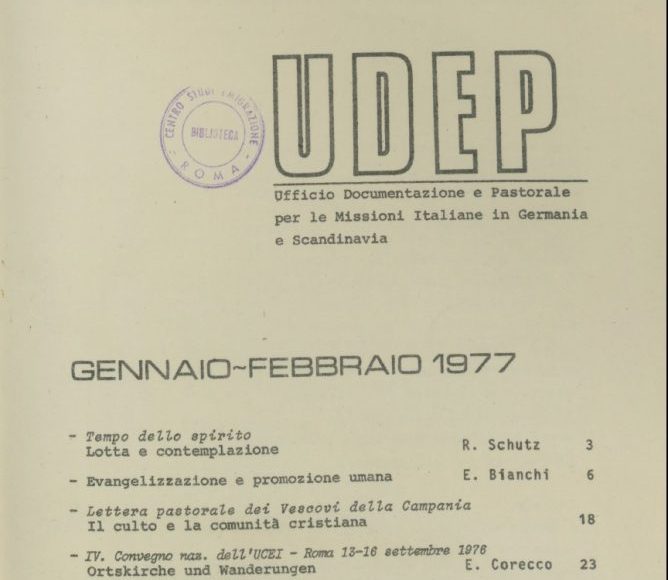 UDEP
CENTRO STUDI EMIGRAZIONE
BIBLIOTECA
ROMA
Ufficio Documentazione e Pastorale
per le Missioni Italiane in Germania
e Scandinavia
GENNAIO~FEBBRAIO 1977
- Tempo dello spirito
Lotta e contemplazione R. Schutz 3
- Evangelizzazione e promozione umana E. Bianchi 6
- Lettera pastorale dei Vescovi della Campania
Il culto e la comunità cristiana 18
- IV. Convegno naz. dell'UCEI - Roma 13-16 settembre 1976
Ortskirche und Wanderungen E. Corecco 23